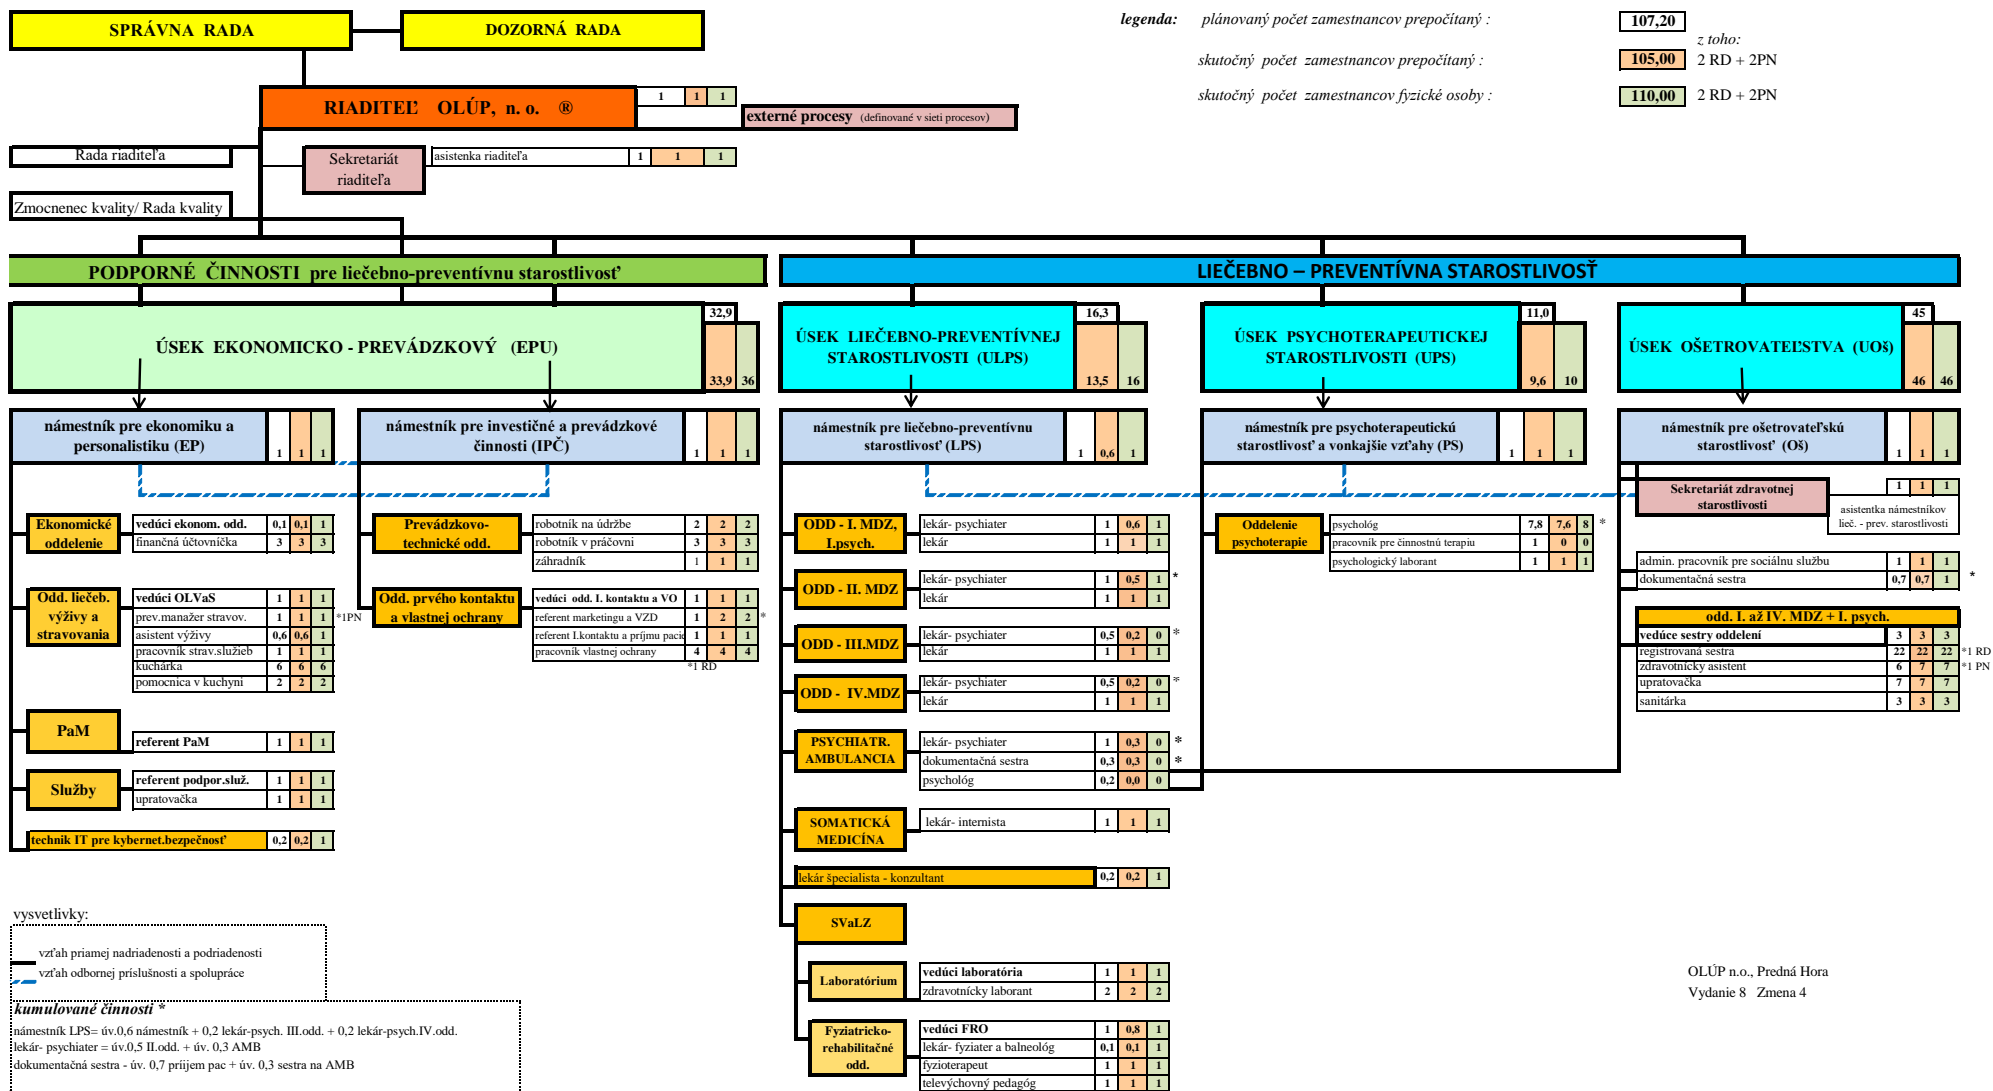 SPRÁVNA RADA
DOZORNÁ RADA
legenda: plánovaný počet zamestnancov prepočítaný : 107,20
z toho:
skutočný počet zamestnancov prepočítaný : 105,00 2 RD + 2PN
skutočný počet zamestnancov fyzické osoby : 110,00 2 RD + 2PN
RIADITEĽ OLÚP, n. o. ® 1 1 1
externé procesy (definované v sieti procesov)
Rada riaditeľa
Sekretariát riaditeľa
asistenka riaditeľa 1 1 1
Zmocnenec kvality/ Rada kvality
PODPORNÉ ČINNOSTI pre liečebno-preventívnu starostlivosť
LIEČEBNO – PREVENTÍVNA STAROSTLIVOSŤ
ÚSEK EKONOMICKO - PREVÁDZKOVÝ (EPU)
32,9
33,9 36
ÚSEK LIEČEBNO-PREVENTÍVNEJ
STAROSTLIVOSTI (ULPS)
16,3
13,5 16
ÚSEK PSYCHOTERAPEUTICKEJ
STAROSTLIVOSTI (UPS)
11,0
9,6 10
ÚSEK OŠETROVATEĽSTVA (UOš)
45
46 46
námestník pre ekonomiku a
personalistiku (EP) 1 1 1
námestník pre investičné a prevádzkové
činnosti (IPČ) 1 1 1
námestník pre liečebno-preventívnu
starostlivosť (LPS) 1 0,6 1
námestník pre psychoterapeutickú
starostlivosť a vonkajšie vzťahy (PS) 1 1 1
námestník pre ošetrovateľskú
starostlivosť (Oš) 1 1 1
Ekonomické
oddelenie
vedúci ekonom. odd. 0,1 0,1 1
finančná účtovníčka 3 3 3
Odd. liečeb.
výživy a
stravovania
vedúci OLVaS 1 1 1
prev.manažer stravov. 1 1 1 *1PN
asistent výživy 0,6 0,6 1
pracovník strav.služieb 1 1 1
kuchárka 6 6 6
pomocnica v kuchyni 2 2 2
PaM
referent PaM 1 1 1
Služby
referent podpor.služ. 1 1 1
upratovačka 1 1 1
technik IT pre kybernet.bezpečnosť 0,2 0,2 1
Prevádzkovo-
technické odd.
robotník na údržbe 2 2 2
robotník v práčovni 3 3 3
záhradník 1 1 1
Odd. prvého kontaktu
a vlastnej ochrany
vedúci odd. I. kontaktu a VO 1 1 1
referent marketingu a VZD 1 2 2 *
referent I.kontaktu a príjmu pacie 1 1 1
pracovník vlastnej ochrany 4 4 4
*1 RD
ODD - I. MDZ,
I.psych.
lekár- psychiater 1 0,6 1
lekár 1 1 1
ODD - II. MDZ
lekár- psychiater 1 0,5 1 *
lekár 1 1 1
ODD - III.MDZ
lekár- psychiater 0,5 0,2 0 *
lekár 1 1 1
ODD - IV.MDZ
lekár- psychiater 0,5 0,2 0 *
lekár 1 1 1
PSYCHIATR.
AMBULANCIA
lekár- psychiater 1 0,3 0 *
dokumentačná sestra 0,3 0,3 0 *
psychológ 0,2 0,0 0
SOMATICKÁ
MEDICÍNA
lekár- internista 1 1 1
lekár špecialista - konzultant 0,2 0,2 1
SVaLZ
Laboratórium
vedúci laboratória 1 1 1
zdravotnícky laborant 2 2 2
Fyziatricko-
rehabilitačné
odd.
vedúci FRO 1 0,8 1
lekár- fyziater a balneológ 0,1 0,1 1
fyzioterapeut 1 1 1
televýchovný pedagóg 1 1 1
Oddelenie
psychoterapie
psychológ 7,8 7,6 8 *
pracovník pre činnostnú terapiu 1 0 0
psychologický laborant 1 1 1
Sekretariát zdravotnej
starostlivosti
1 1 1
asistentka námestníkov
lieč. - prev. starostlivosti
admin. pracovník pre sociálnu službu 1 1 1
dokumentačná sestra 0,7 0,7 1 *
odd. I. až IV. MDZ + I. psych.
vedúce sestry oddelení 3 3 3
registrovaná sestra 22 22 22 *1 RD
zdravotnícky asistent 6 7 7 *1 PN
upratovačka 7 7 7
sanitárka 3 3 3
vysvetlivky:
vzťah priamej nadriadenosti a podriadenosti
vzťah odbornej príslušnosti a spolupráce
kumulované činnosti *
námestník LPS= úv.0,6 námestník + 0,2 lekár-psych. III.odd. + 0,2 lekár-psych.IV.odd.
lekár- psychiater = úv.0,5 II.odd. + úv. 0,3 AMB
dokumentačná sestra - úv. 0,7 príijem pac + úv. 0,3 sestra na AMB
OLÚP n.o., Predná Hora
Vydanie 8 Zmena 4